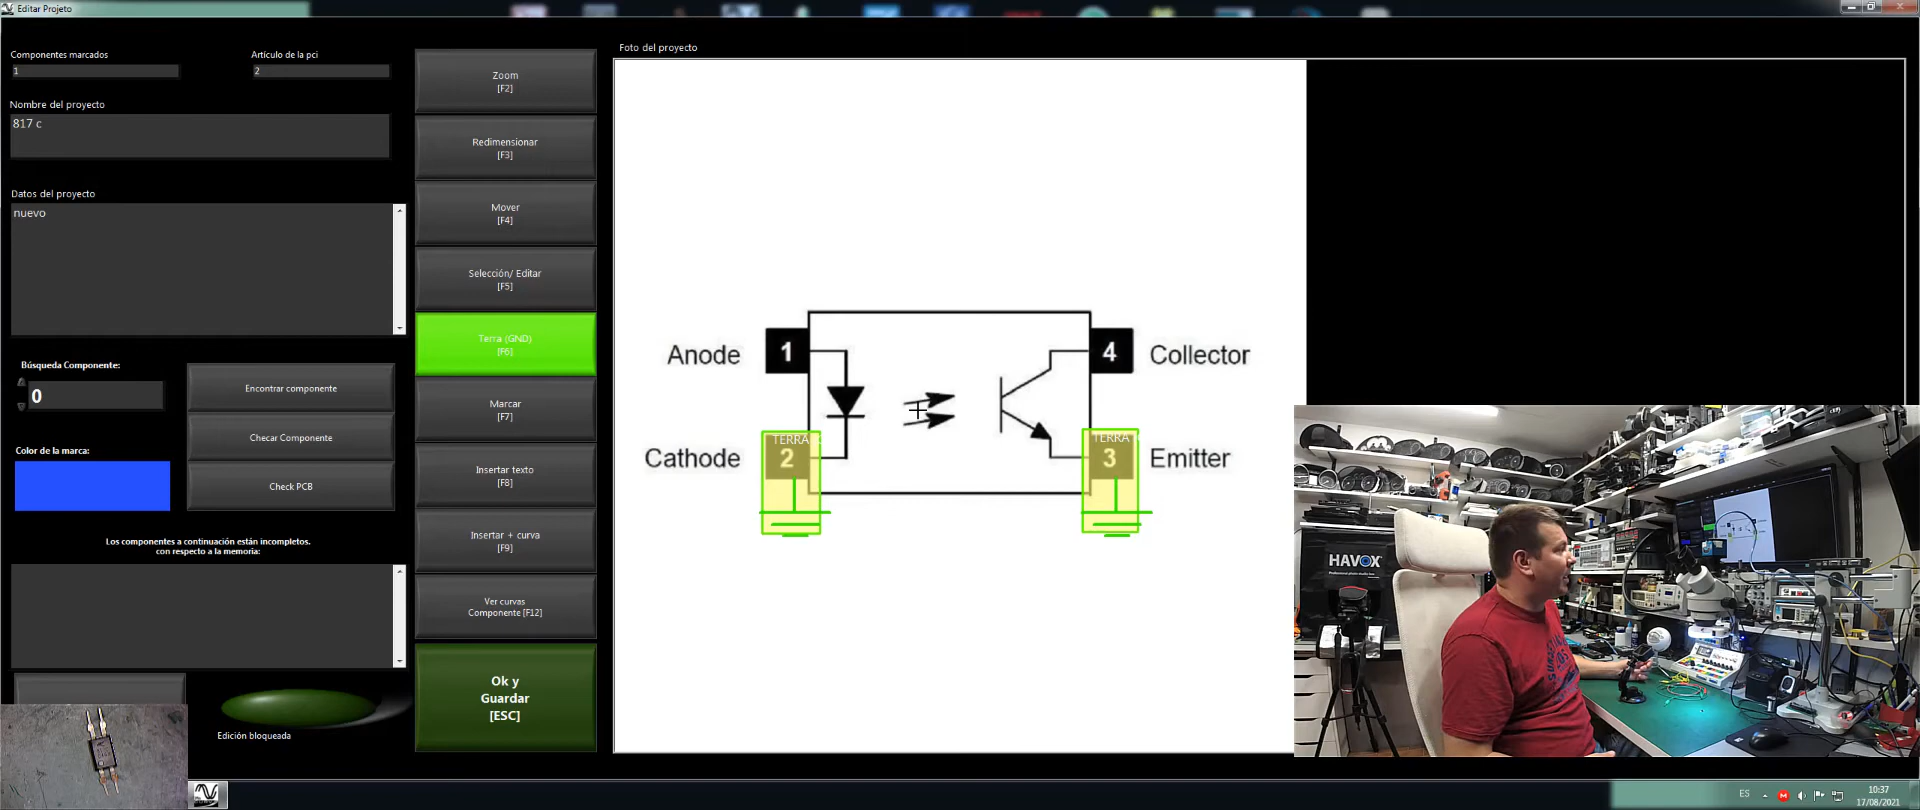 Editar Projeto
Componentes marcados
1
Artículo de la pci
2
Nombre del proyecto
817 c
Datos del proyecto
nuevo
Búsqueda Componente:
0
Encontrar componente
Checar Componente
Check PCB
Color de la marca:
Los componentes a continuación están incompletos.
con respecto a la memoria:
Edición bloqueada
Zoom
[F2]
Redimensionar
[F3]
Mover
[F4]
Selección/ Editar
[F5]
Terra (GND)
[F6]
Marcar
[F7]
Insertar texto
[F8]
Insertar + curva
[F9]
Ver curvas
Componente [F12]
Ok y
Guardar
[ESC]
Foto del proyecto
Anode
1
4
Collector
Cathode
TERRA
2
TERRA
3
Emitter
HAVOX
ES
10:37
17/08/2021